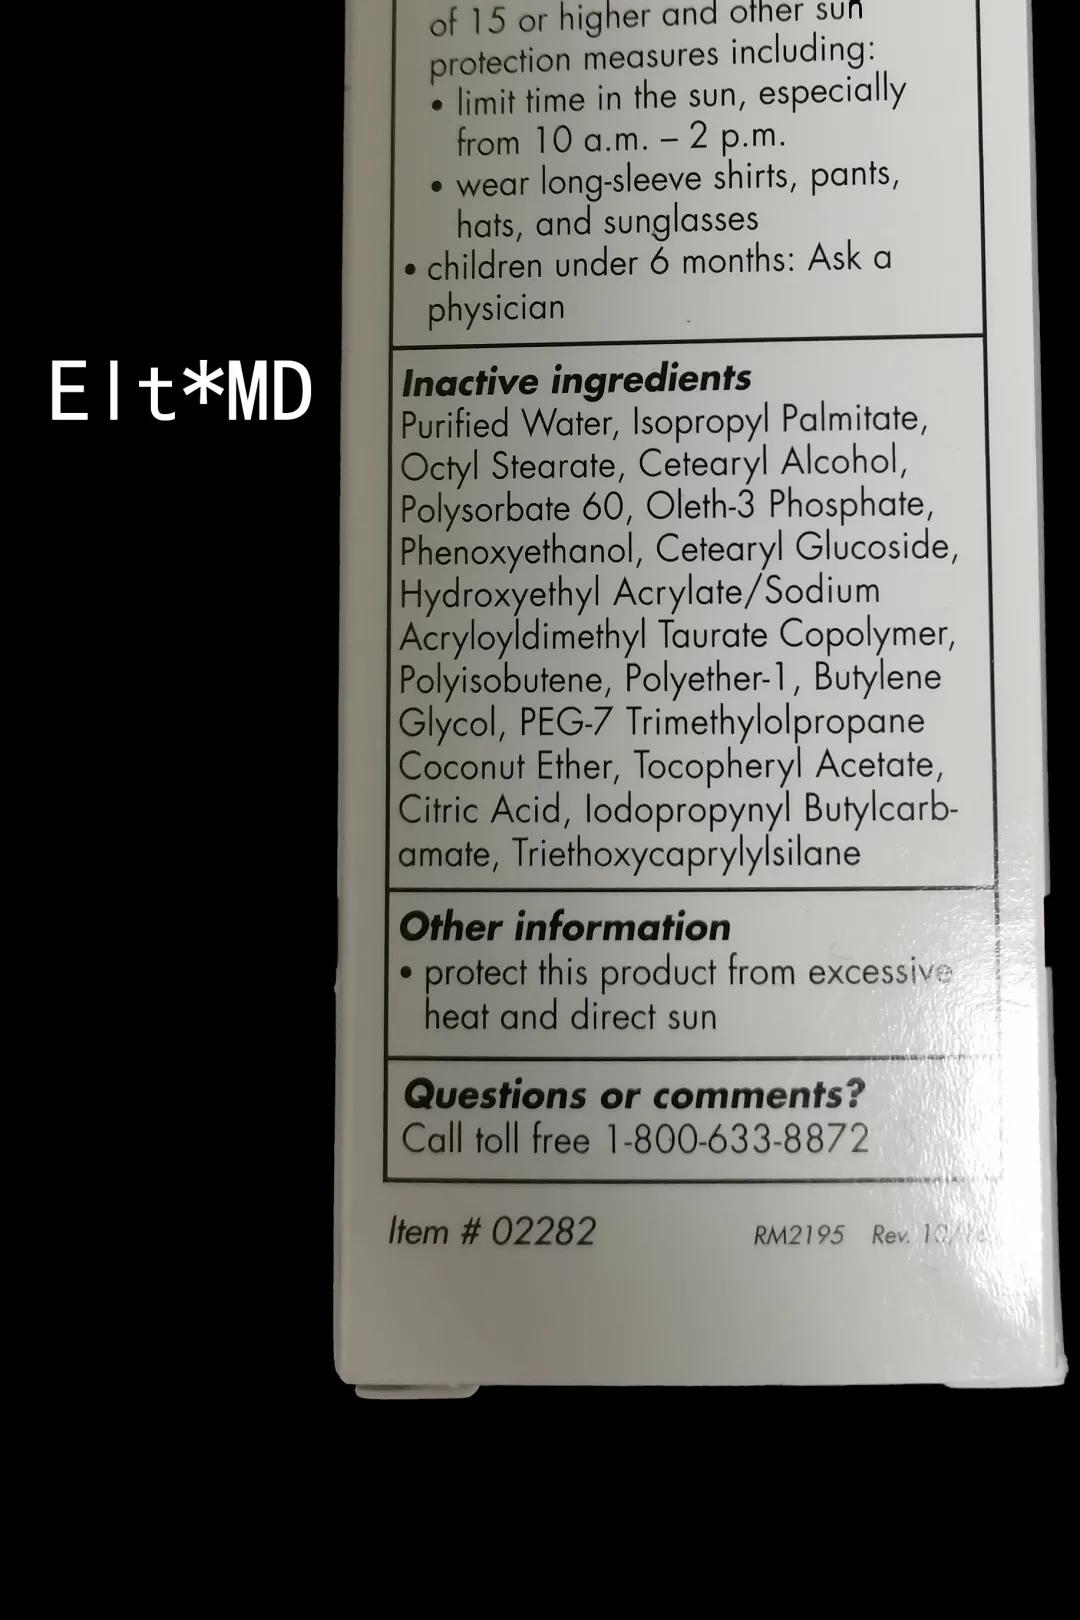 of 15 or higher and other sun
protection measures including:
• limit time in the sun, especially
from 10 a.m. – 2 p.m.
• wear long-sleeve shirts, pants,
hats, and sunglasses
• children under 6 months: Ask a
physician
Elt*MD
Inactive ingredients
Purified Water, Isopropyl Palmitate,
Octyl Stearate, Cetearyl Alcohol,
Polysorbate 60, Oleth-3 Phosphate,
Phenoxyethanol, Cetearyl Glucoside,
Hydroxyethyl Acrylate/Sodium
Acryloyldimethyl Taurate Copolymer,
Polyisobutene, Polyether-1, Butylene
Glycol, PEG-7 Trimethylolpropane
Coconut Ether, Tocopheryl Acetate,
Citric Acid, Iodopropynyl Butylcarb-
amate, Triethoxycaprylylsilane
Other information
• protect this product from excessive
heat and direct sun
Questions or comments?
Call toll free 1-800-633-8872
Item # 02282
RM2195 Rev.